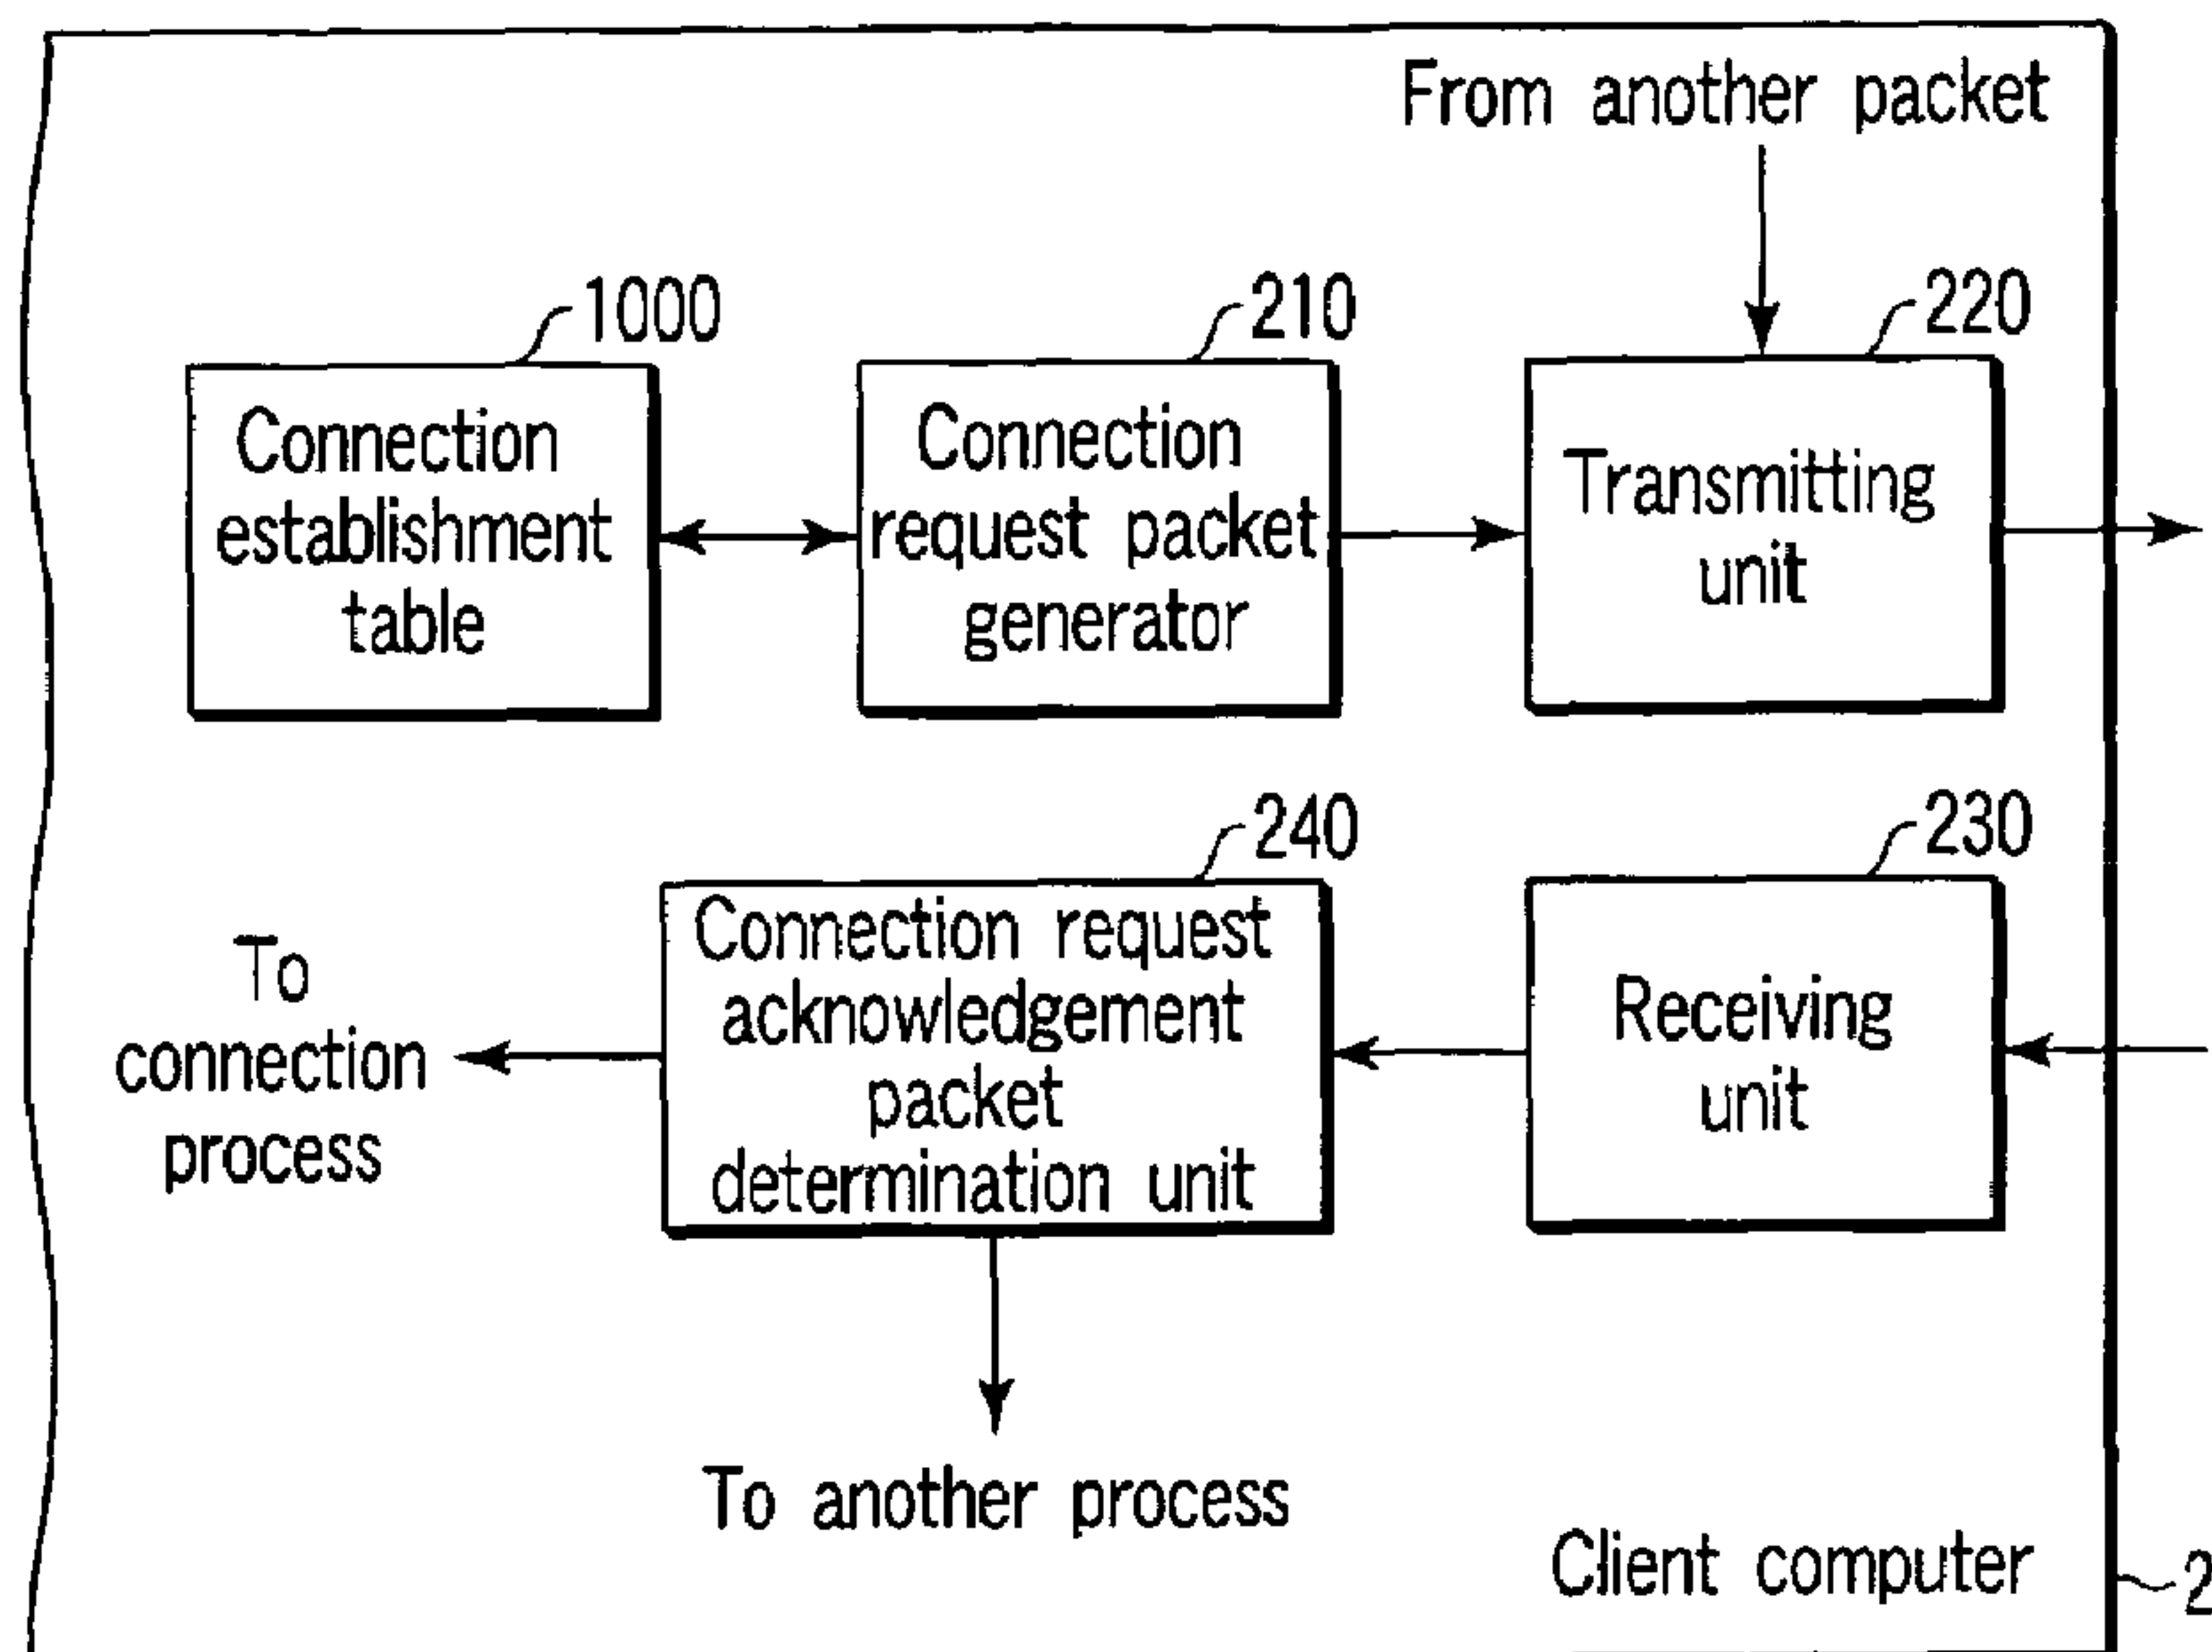 From another packet
1000
210
220
Connection
establishment
table
Connection
request packet
generator
Transmitting
unit
240
230
To
connection
process
Connection request
acknowledgement
packet
determination unit
Receiving
unit
To another process
Client computer
2